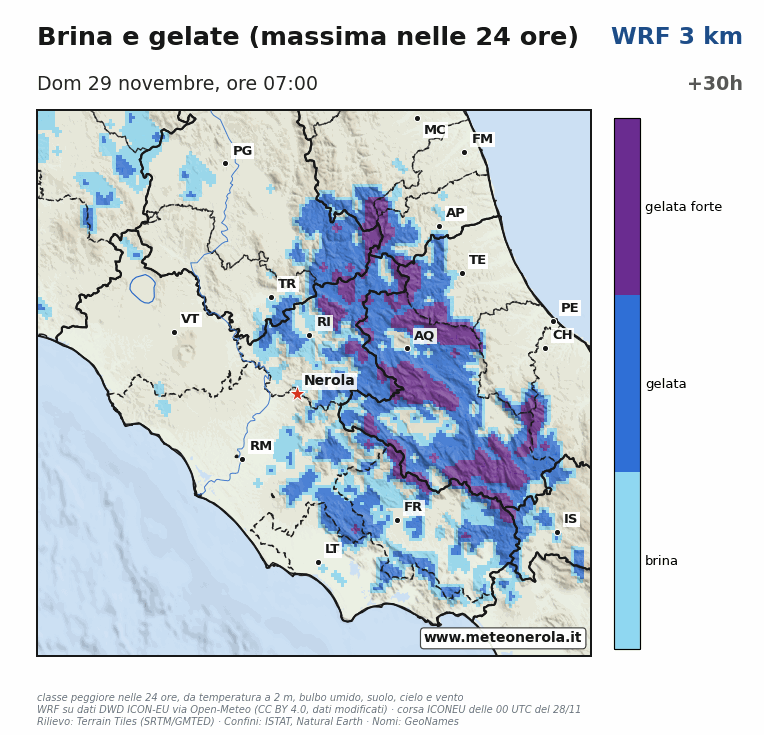 Brina e gelate (massima nelle 24 ore) WRF 3 km
Dom 29 novembre, ore 07:00 +30h
MC
FM
PG
gelata forte
AP
TE
TR
PE
VT
RI
AQ
CH
Nerola
gelata
RM
FR
IS
LT
brina
www.meteonerola.it
classe peggiore nelle 24 ore, da temperatura a 2 m, bulbo umido, suolo, cielo e vento
WRF su dati DWD ICON-EU via Open-Meteo (CC BY 4.0, dati modificati) · corsa ICONEU delle 00 UTC del 28/11
Rilievo: Terrain Tiles (SRTM/GMTED) · Confini: ISTAT, Natural Earth · Nomi: GeoNames